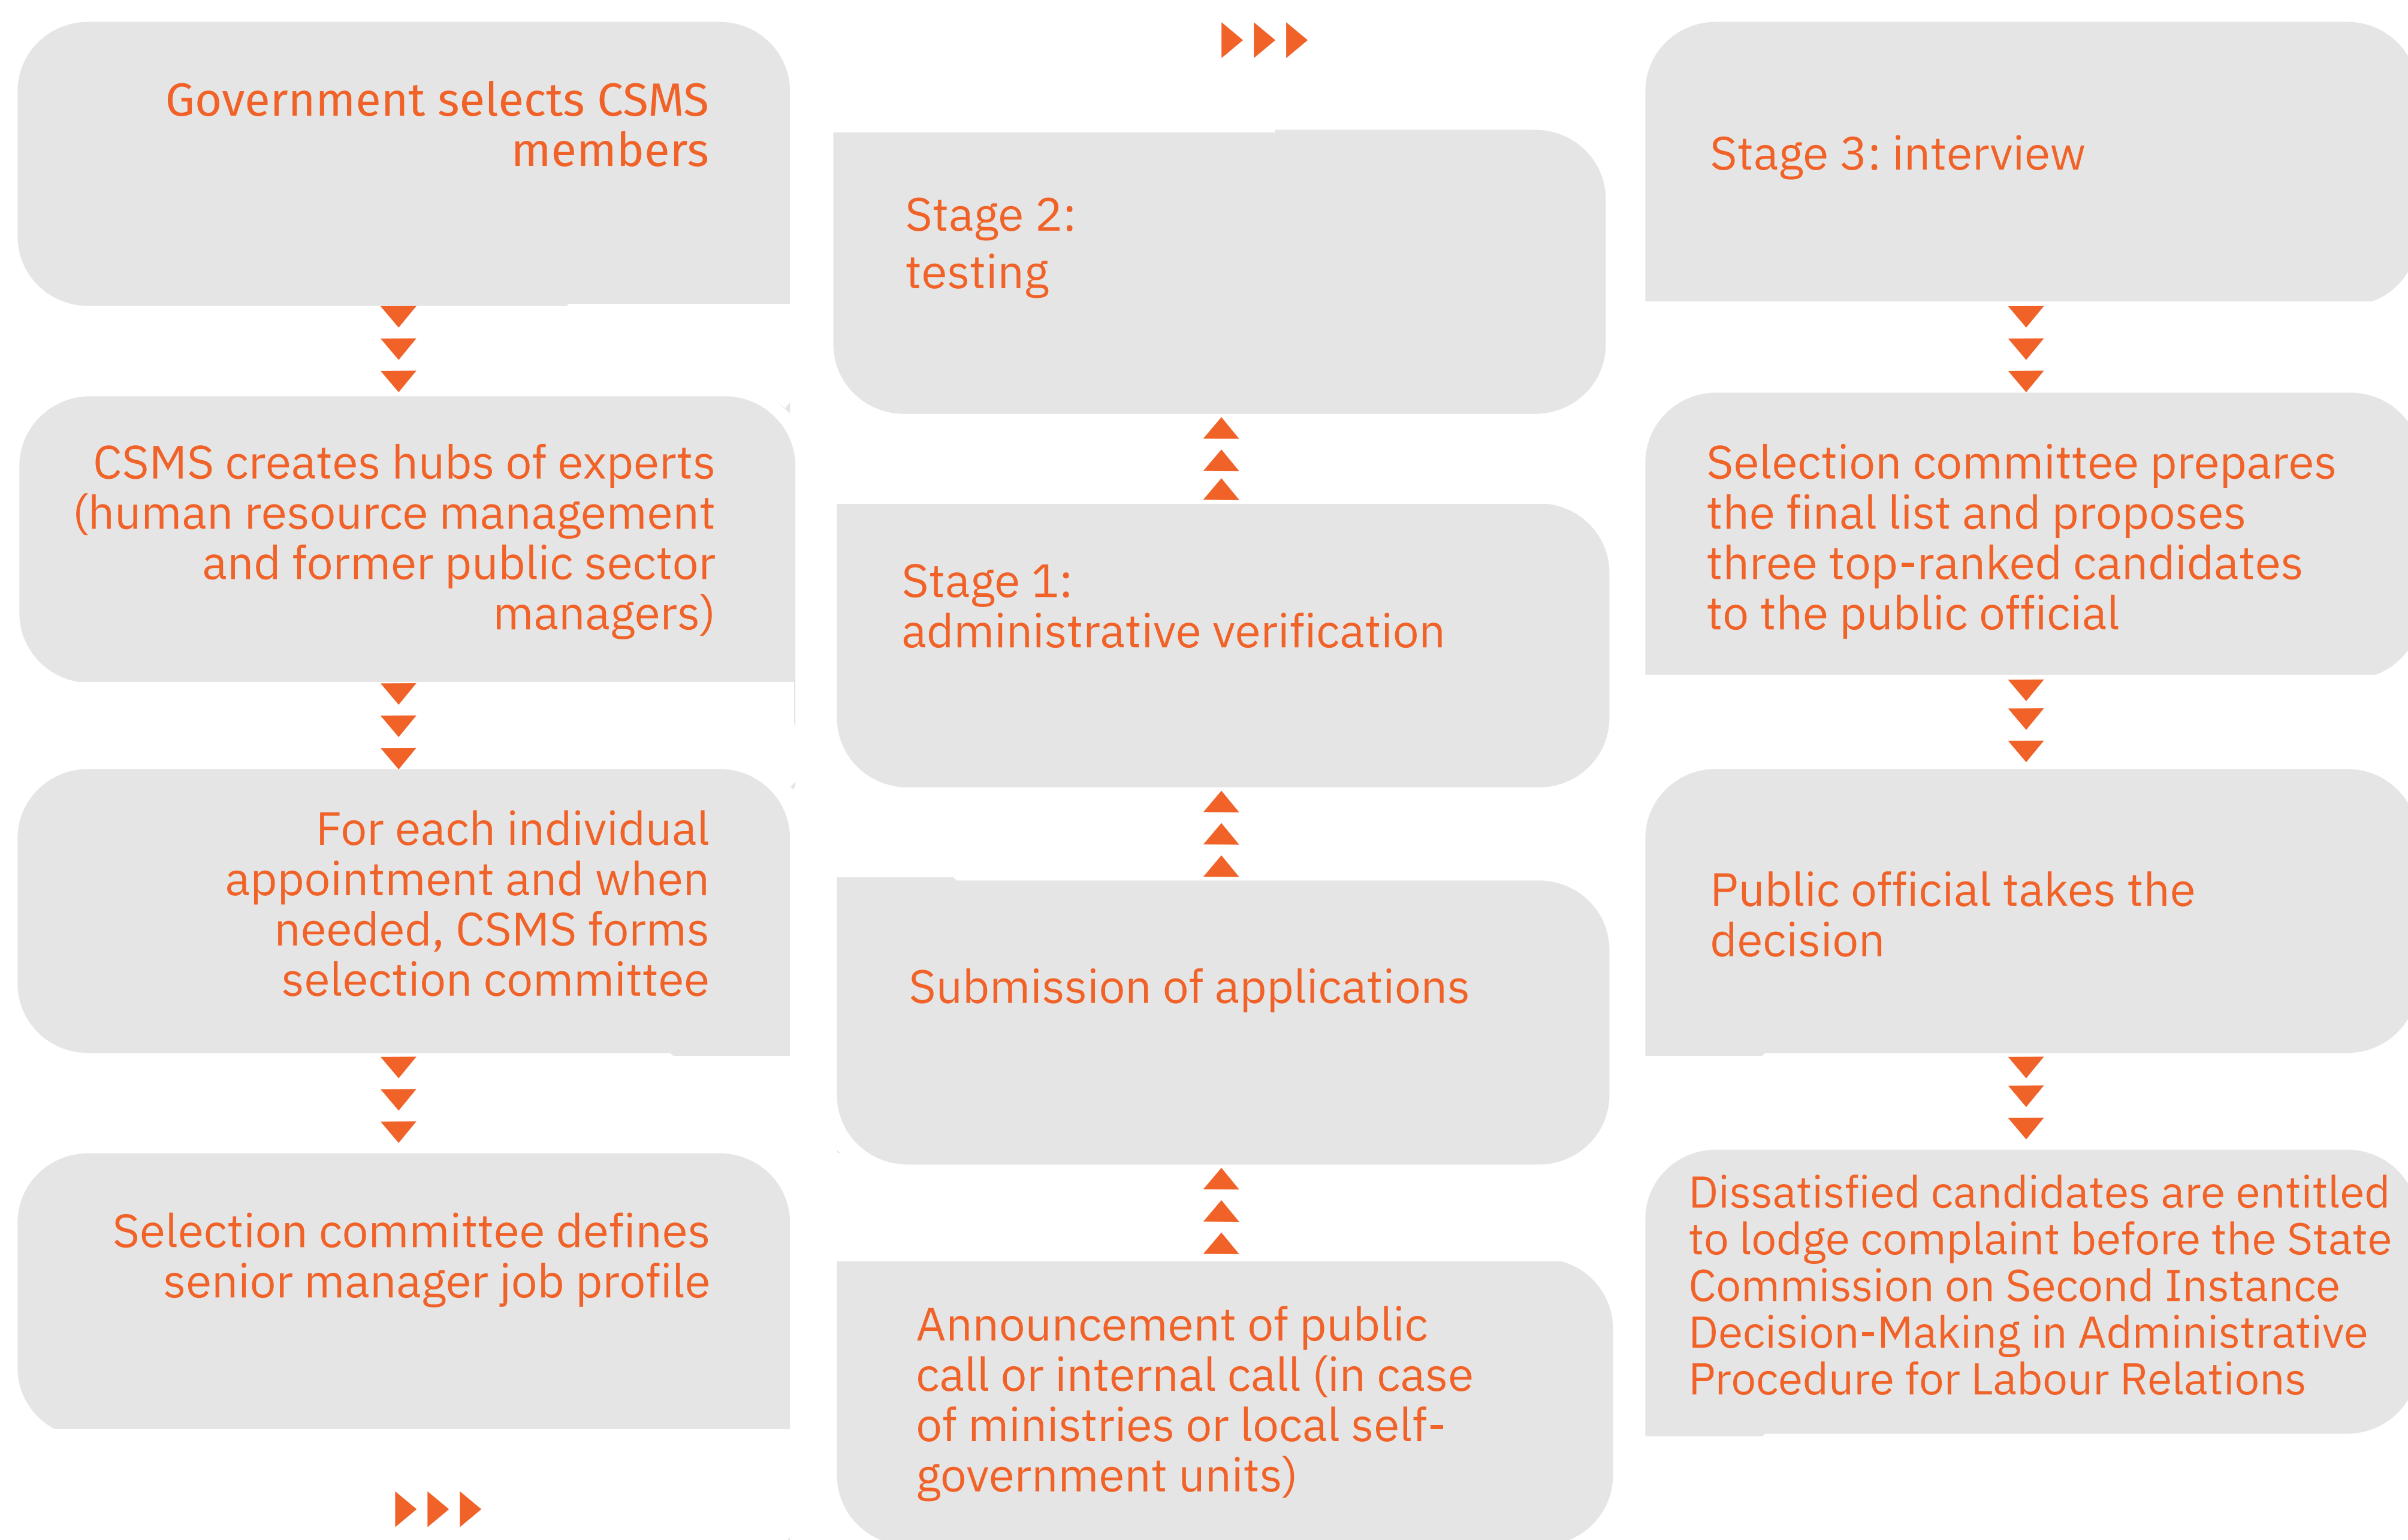 Government selects CSMS
members
CSMS creates hubs of experts
(human resource management
and former public sector
managers)
For each individual
appointment and when
needed, CSMS forms
selection committee
Selection committee defines
senior manager job profile
Announcement of public
call or internal call (in case
of ministries or local self-
government units)
Submission of applications
Stage 1:
administrative verification
Stage 2:
testing
Stage 3: interview
Selection committee prepares
the final list and proposes
three top-ranked candidates
to the public official
Public official takes the
decision
Dissatisfied candidates are entitled
to lodge complaint before the State
Commission on Second Instance
Decision-Making in Administrative
Procedure for Labour Relations